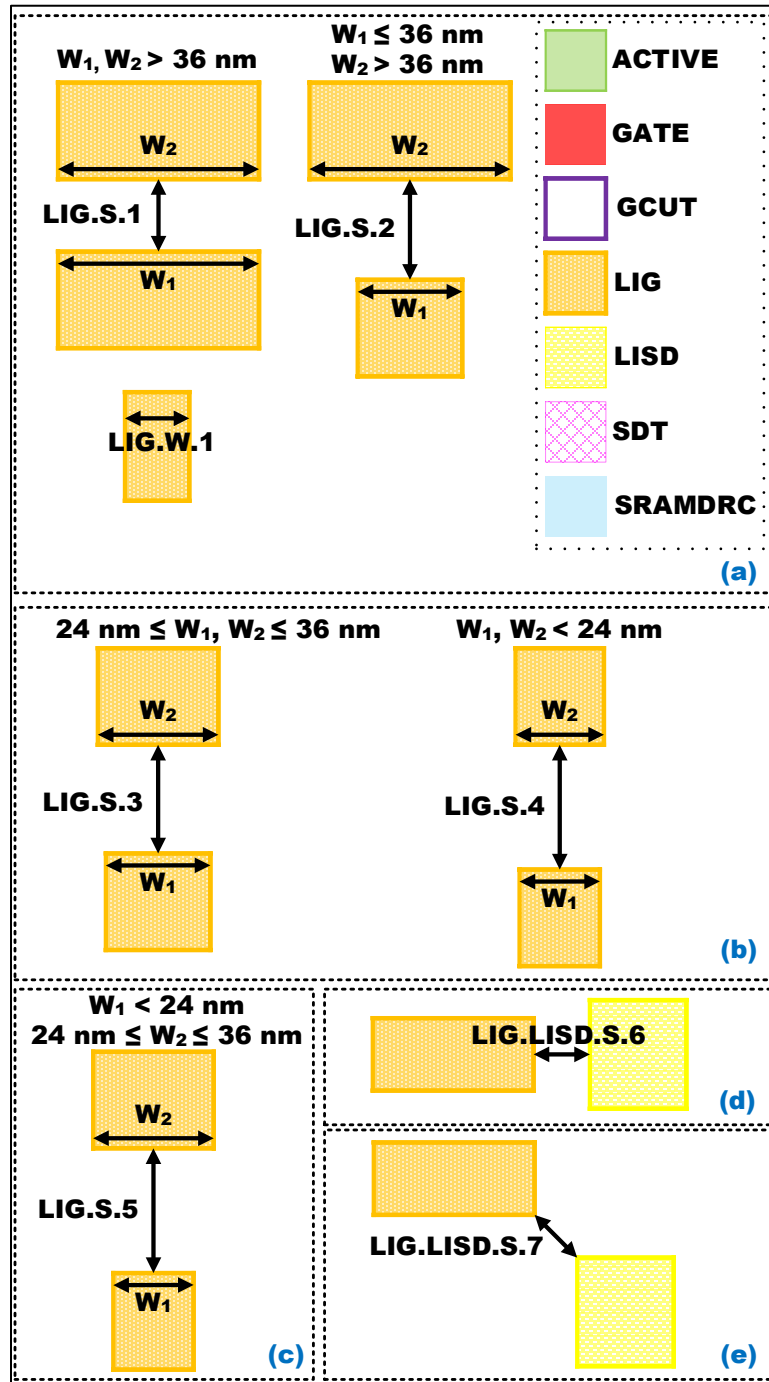 W₁, W₂ > 36 nm
W₂
LIG.S.1
W₁
LIG.W.1
W₁ ≤ 36 nm
W₂ > 36 nm
W₂
LIG.S.2
W₁
ACTIVE
GATE
GCUT
LIG
LISD
SDT
SRAMDRC
(a)
24 nm ≤ W₁, W₂ ≤ 36 nm
W₂
LIG.S.3
W₁
W₁, W₂ < 24 nm
W₂
LIG.S.4
W₁
(b)
W₁ < 24 nm
24 nm ≤ W₂ ≤ 36 nm
W₂
LIG.S.5
W₁
(c)
LIG.LISD.S.6
(d)
LIG.LISD.S.7
(e)